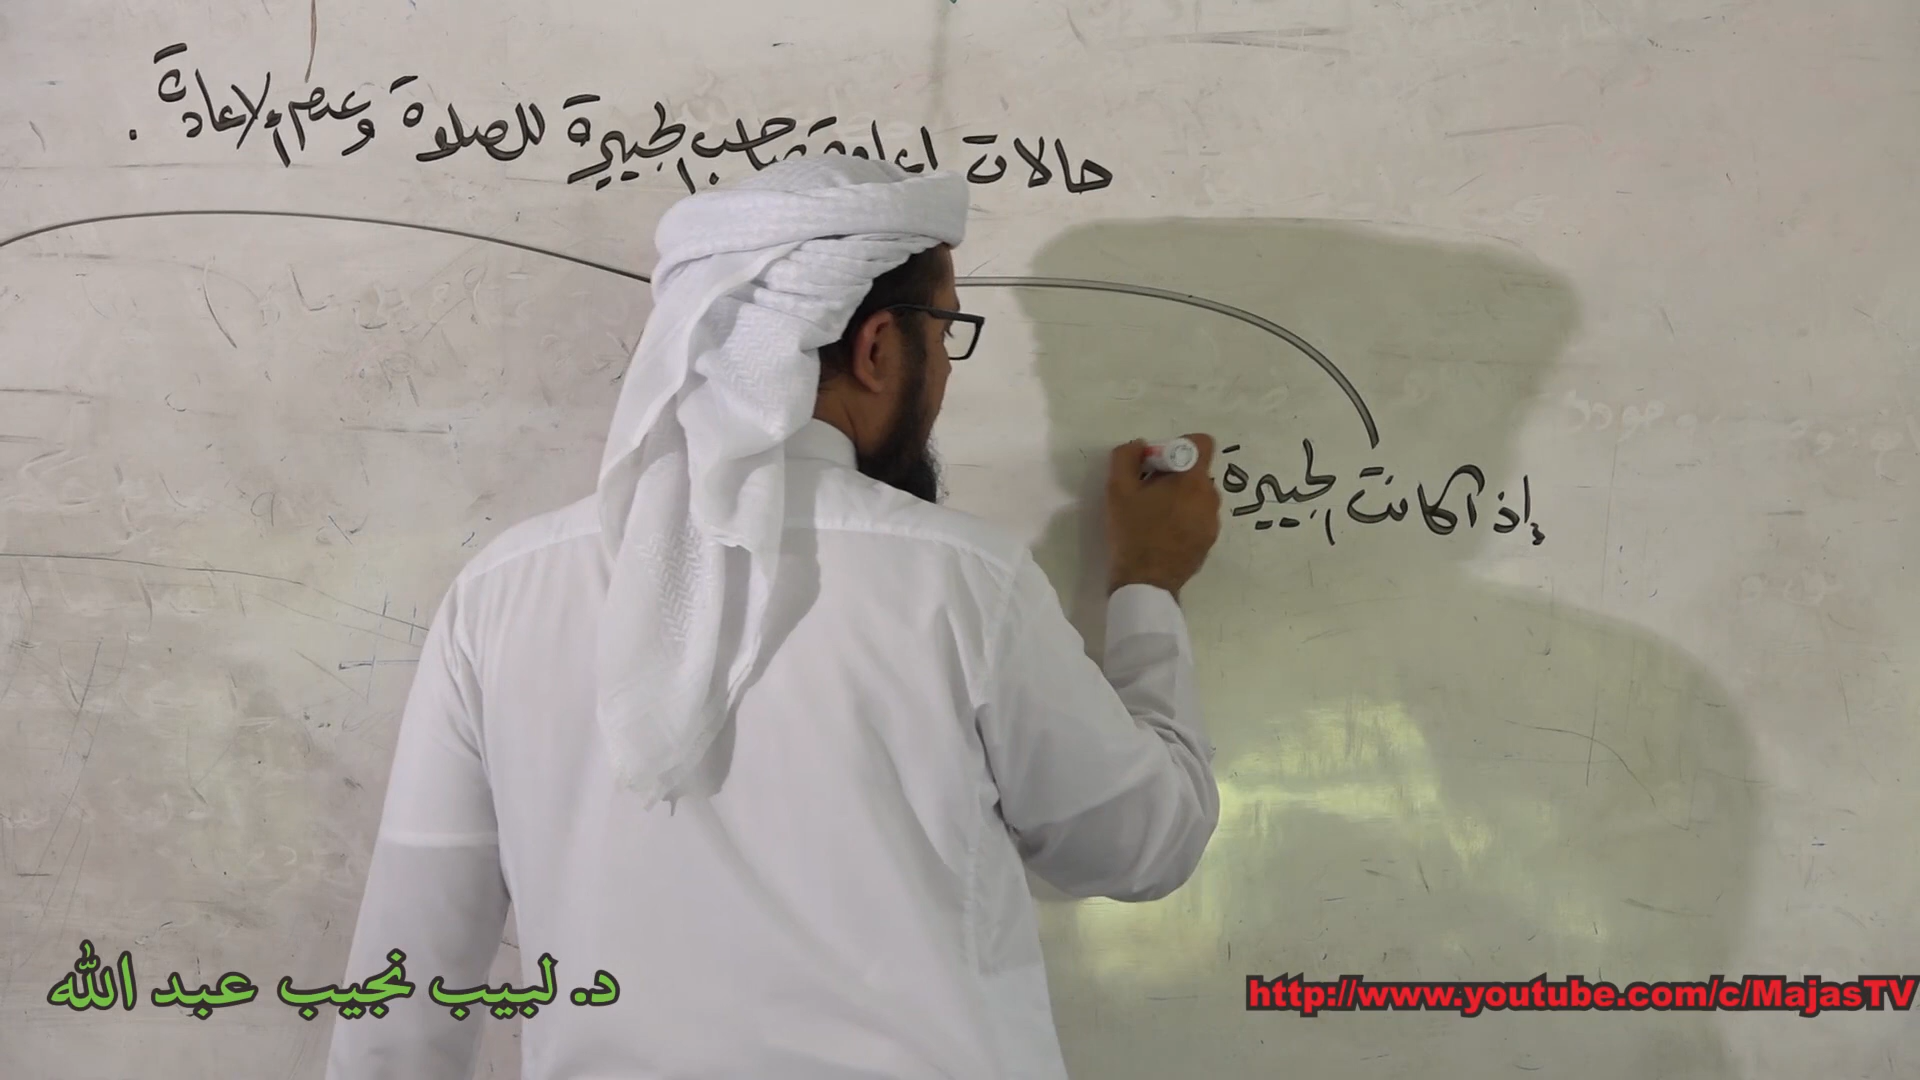 حالات إعادة صاحب الجبيرة للصلاة وعدم الإعادة .
إذا كانت الجبيرة
د. لبيب نجيب عبد الله
http://www.youtube.com/c/MajasTV